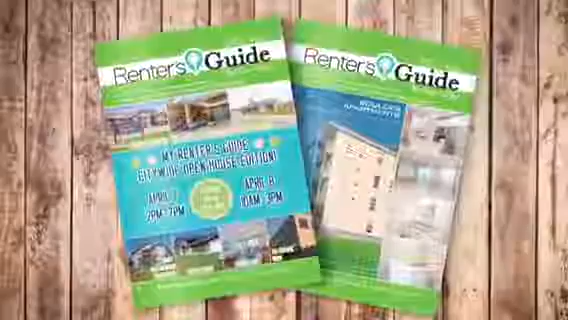 Renter's Guide
MY RENTER'S GUIDE
CITYWIDE OPEN HOUSE EDITION!
APRIL 7
2PM-7PM
APRIL 8
10AM-3PM
Renter's Guide
APARTMENTS